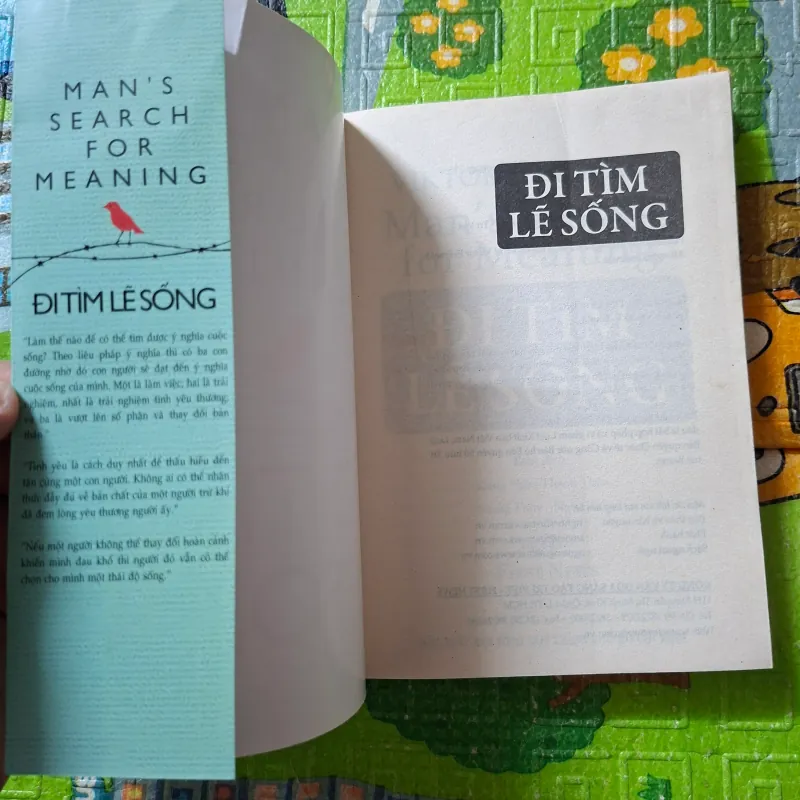 MAN'S
SEARCH
FOR
MEANING
ĐI TÌM LẼ SỐNG
"Làm thế nào để có thể tìm được ý nghĩa cuộc
sống? Theo liệu pháp ý nghĩa thì có ba con
đường nhờ đó con người sẽ đạt đến ý nghĩa
cuộc sống của mình. Một là làm việc; hai là trải
nghiệm, nhất là trải nghiệm tình yêu thương;
và ba là vượt lên số phận và thay đổi bản
thân."
"Tình yêu là cách duy nhất để thấu hiểu đến
tận cùng một con người. Không ai có thể nhận
thức đầy đủ về bản chất của một người trừ khi
đã đem lòng yêu thương người ấy."
"Nếu một người không thể thay đổi hoàn cảnh
khiến mình đau khổ thì người đó vẫn có thể
chọn cho mình một thái độ sống."
ĐI TÌM
LẼ SỐNG
ĐI TÌM
LẼ SỐNG